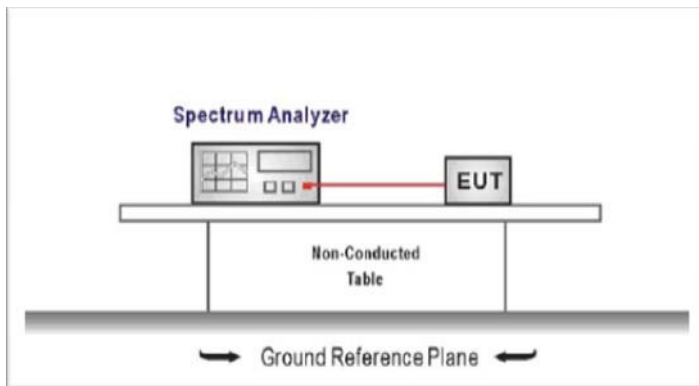 Spectrum Analyzer
EUT
Non-Conducted
Table
Ground Reference Plane